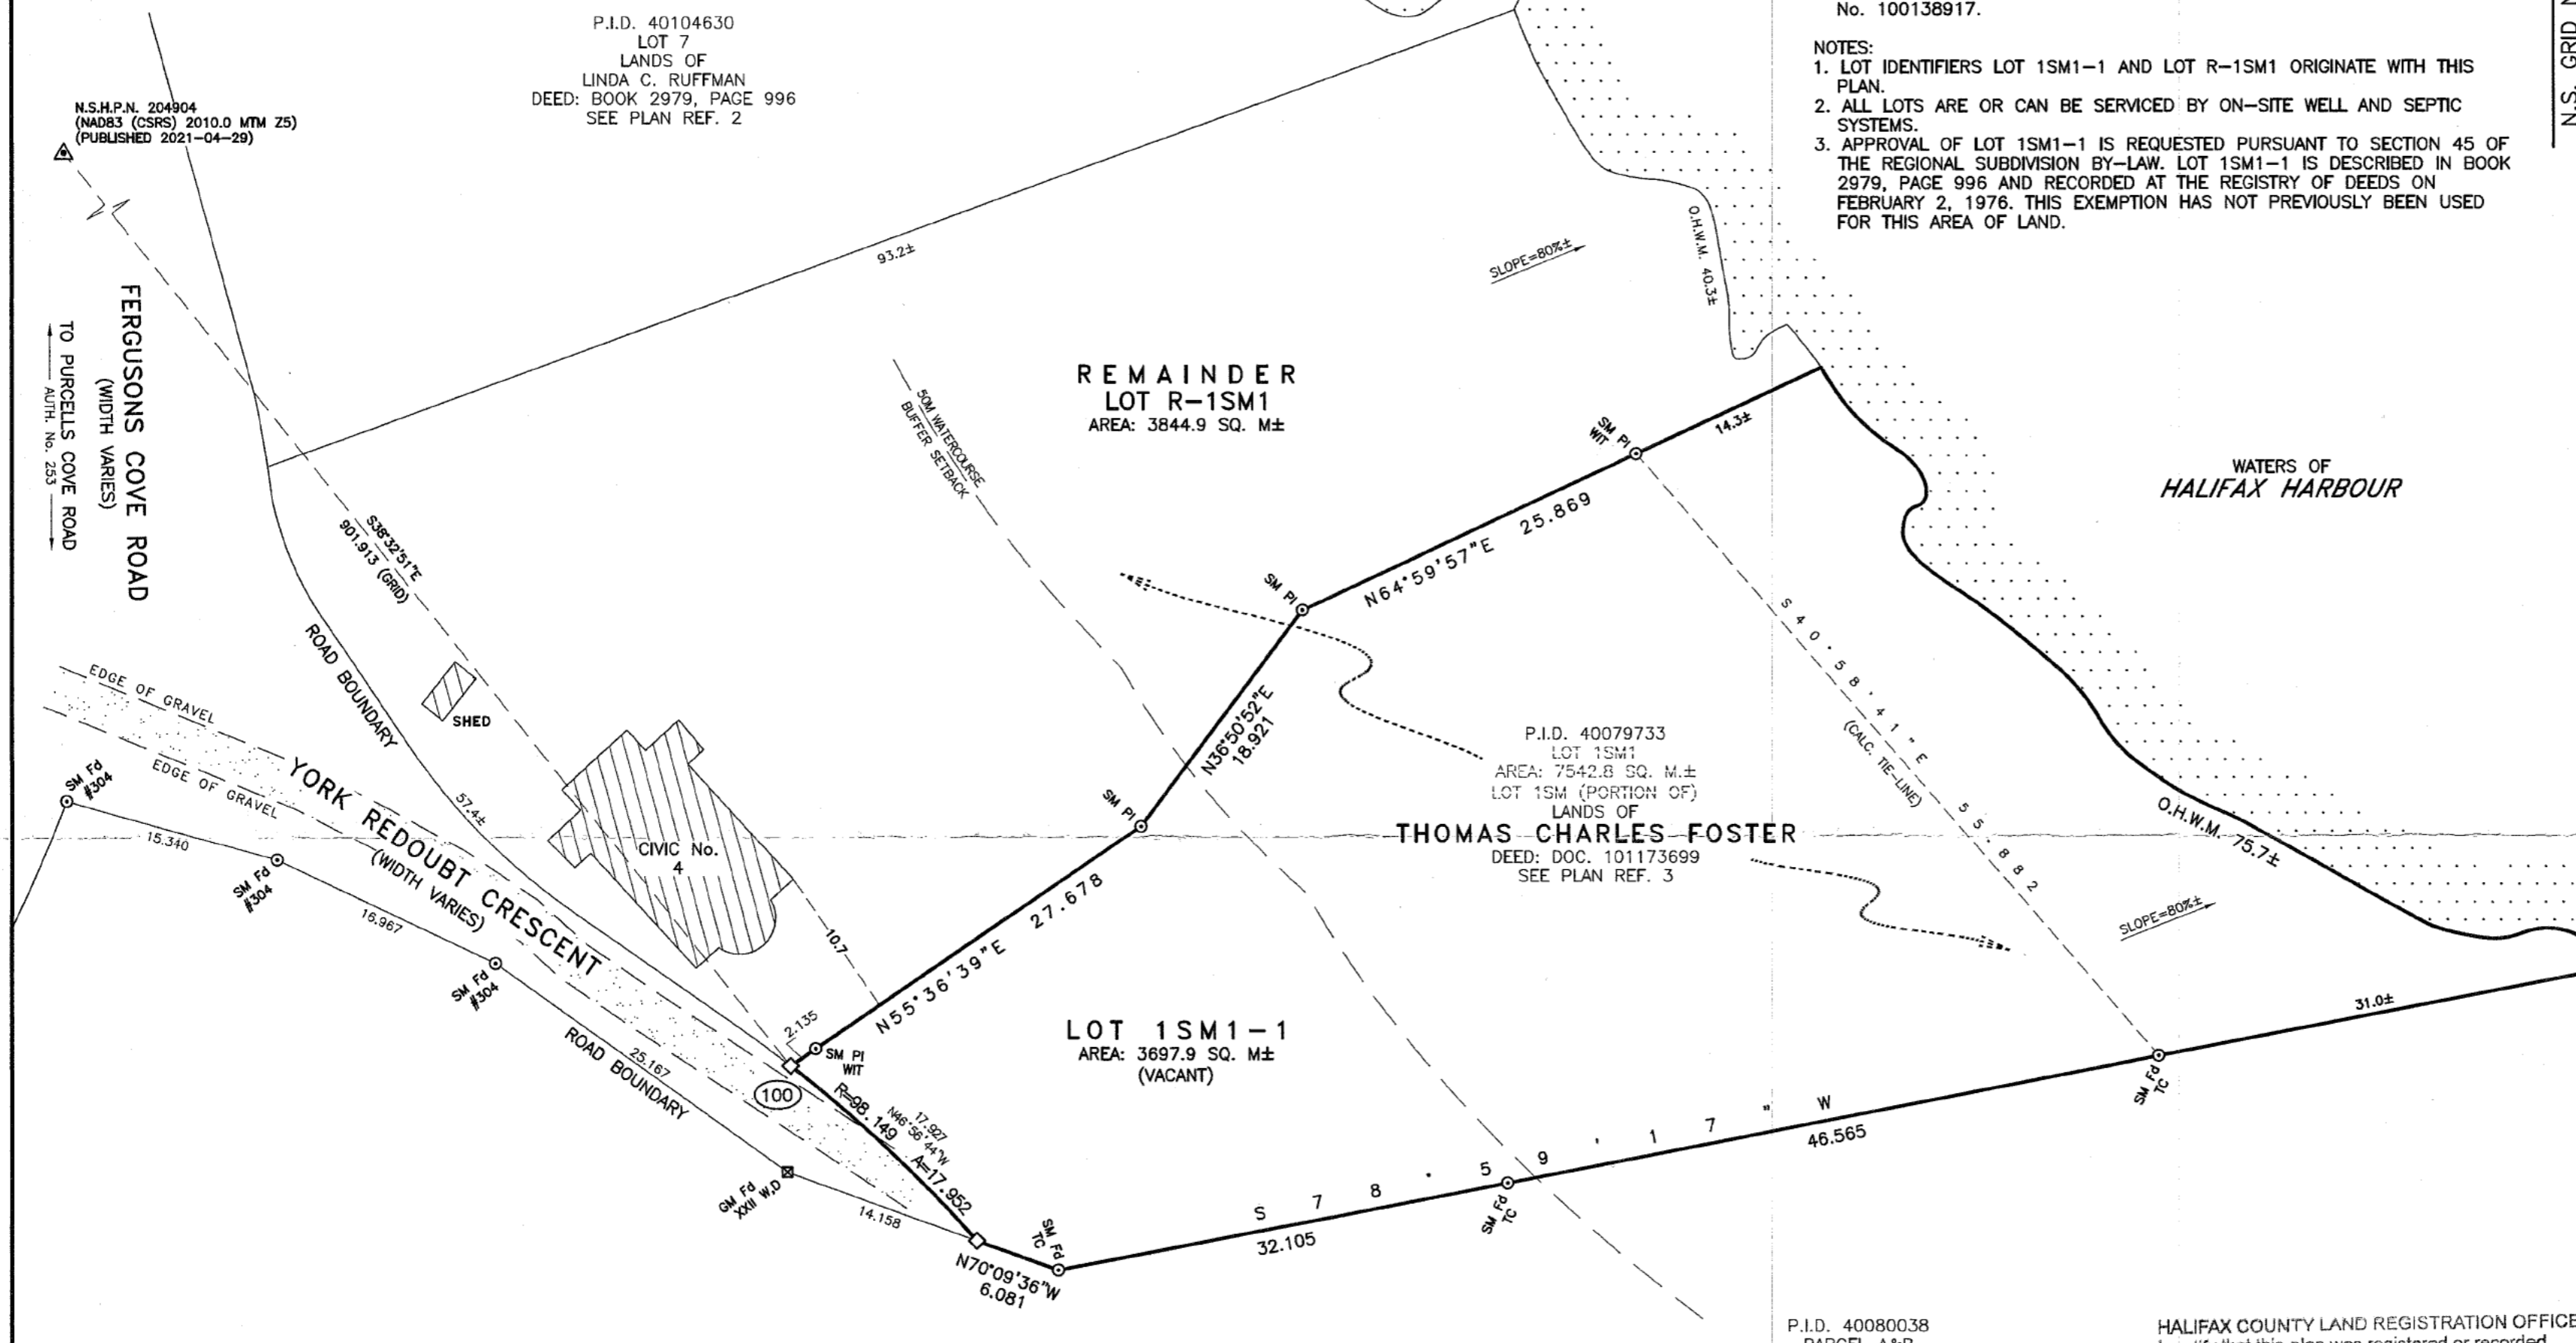 P.I.D. 40104630
LOT 7
LANDS OF
LINDA C. RUFFMAN
DEED: BOOK 2979, PAGE 996
SEE PLAN REF. 2
No. 100138917.
NOTES:
1. LOT IDENTIFIERS LOT 1SM1-1 AND LOT R-1SM1 ORIGINATE WITH THIS
PLAN.
2. ALL LOTS ARE OR CAN BE SERVICED BY ON-SITE WELL AND SEPTIC
SYSTEMS.
3. APPROVAL OF LOT 1SM1-1 IS REQUESTED PURSUANT TO SECTION 45 OF
THE REGIONAL SUBDIVISION BY-LAW. LOT 1SM1-1 IS DESCRIBED IN BOOK
2979, PAGE 996 AND RECORDED AT THE REGISTRY OF DEEDS ON
FEBRUARY 2, 1976. THIS EXEMPTION HAS NOT PREVIOUSLY BEEN USED
FOR THIS AREA OF LAND.
N.S. GRID
N.S.H.P.N. 204904
(NAD83 (CSRS) 2010.0 MTM Z5)
(PUBLISHED 2021-04-29)
93.2±
SLOPE=80%±
O.H.W.M. 40.3±
FERGUSONS COVE ROAD
(WIDTH VARIES)
TO PURCELLS COVE ROAD
AUTH. No. 253
REMAINDER
LOT R-1SM1
AREA: 3844.9 SQ. M±
50M WATERCOURSE
BUFFER SETBACK
SM Pl
WIT
14.3±
WATERS OF
HALIFAX HARBOUR
N64°59'57"E 25.869
S38°32'51"E
901.913 (GRID)
SM Pl
S40°58'41"E 55.882
(CALC. TIE-LINE)
ROAD BOUNDARY
SHED
N36°50'52"E
18.921
EDGE OF GRAVEL
EDGE OF GRAVEL
YORK REDOUBT CRESCENT
(WIDTH VARIES)
57.4±
SM Fd
#304
15.340
SM Fd
#304
16.967
SM Fd
#304
CIVIC No.
4
SM Pl
P.I.D. 40079733
LOT 1SM1
AREA: 7542.8 SQ. M.±
LOT 1SM (PORTION OF)
LANDS OF
THOMAS CHARLES FOSTER
DEED: DOC. 101173699
SEE PLAN REF. 3
O.H.W.M. 75.7±
SLOPE=80%±
10.7
N55°36'39"E 27.678
2.135
SM Pl
WIT
LOT 1SM1-1
AREA: 3697.9 SQ. M±
(VACANT)
31.0±
25.167
ROAD BOUNDARY
100
R=98.149 A=17.952
17.927
N46°56'44"W
SM Fd
TC
S78°59'17"W
46.565
SM Fd
TC
GM Fd
XXII W,D
14.158
SM Fd
TC
32.105
N70°09'36"W
6.081
P.I.D. 40080038
PARCEL A&B
HALIFAX COUNTY LAND REGISTRATION OFFICE
that this plan was registered or recorded